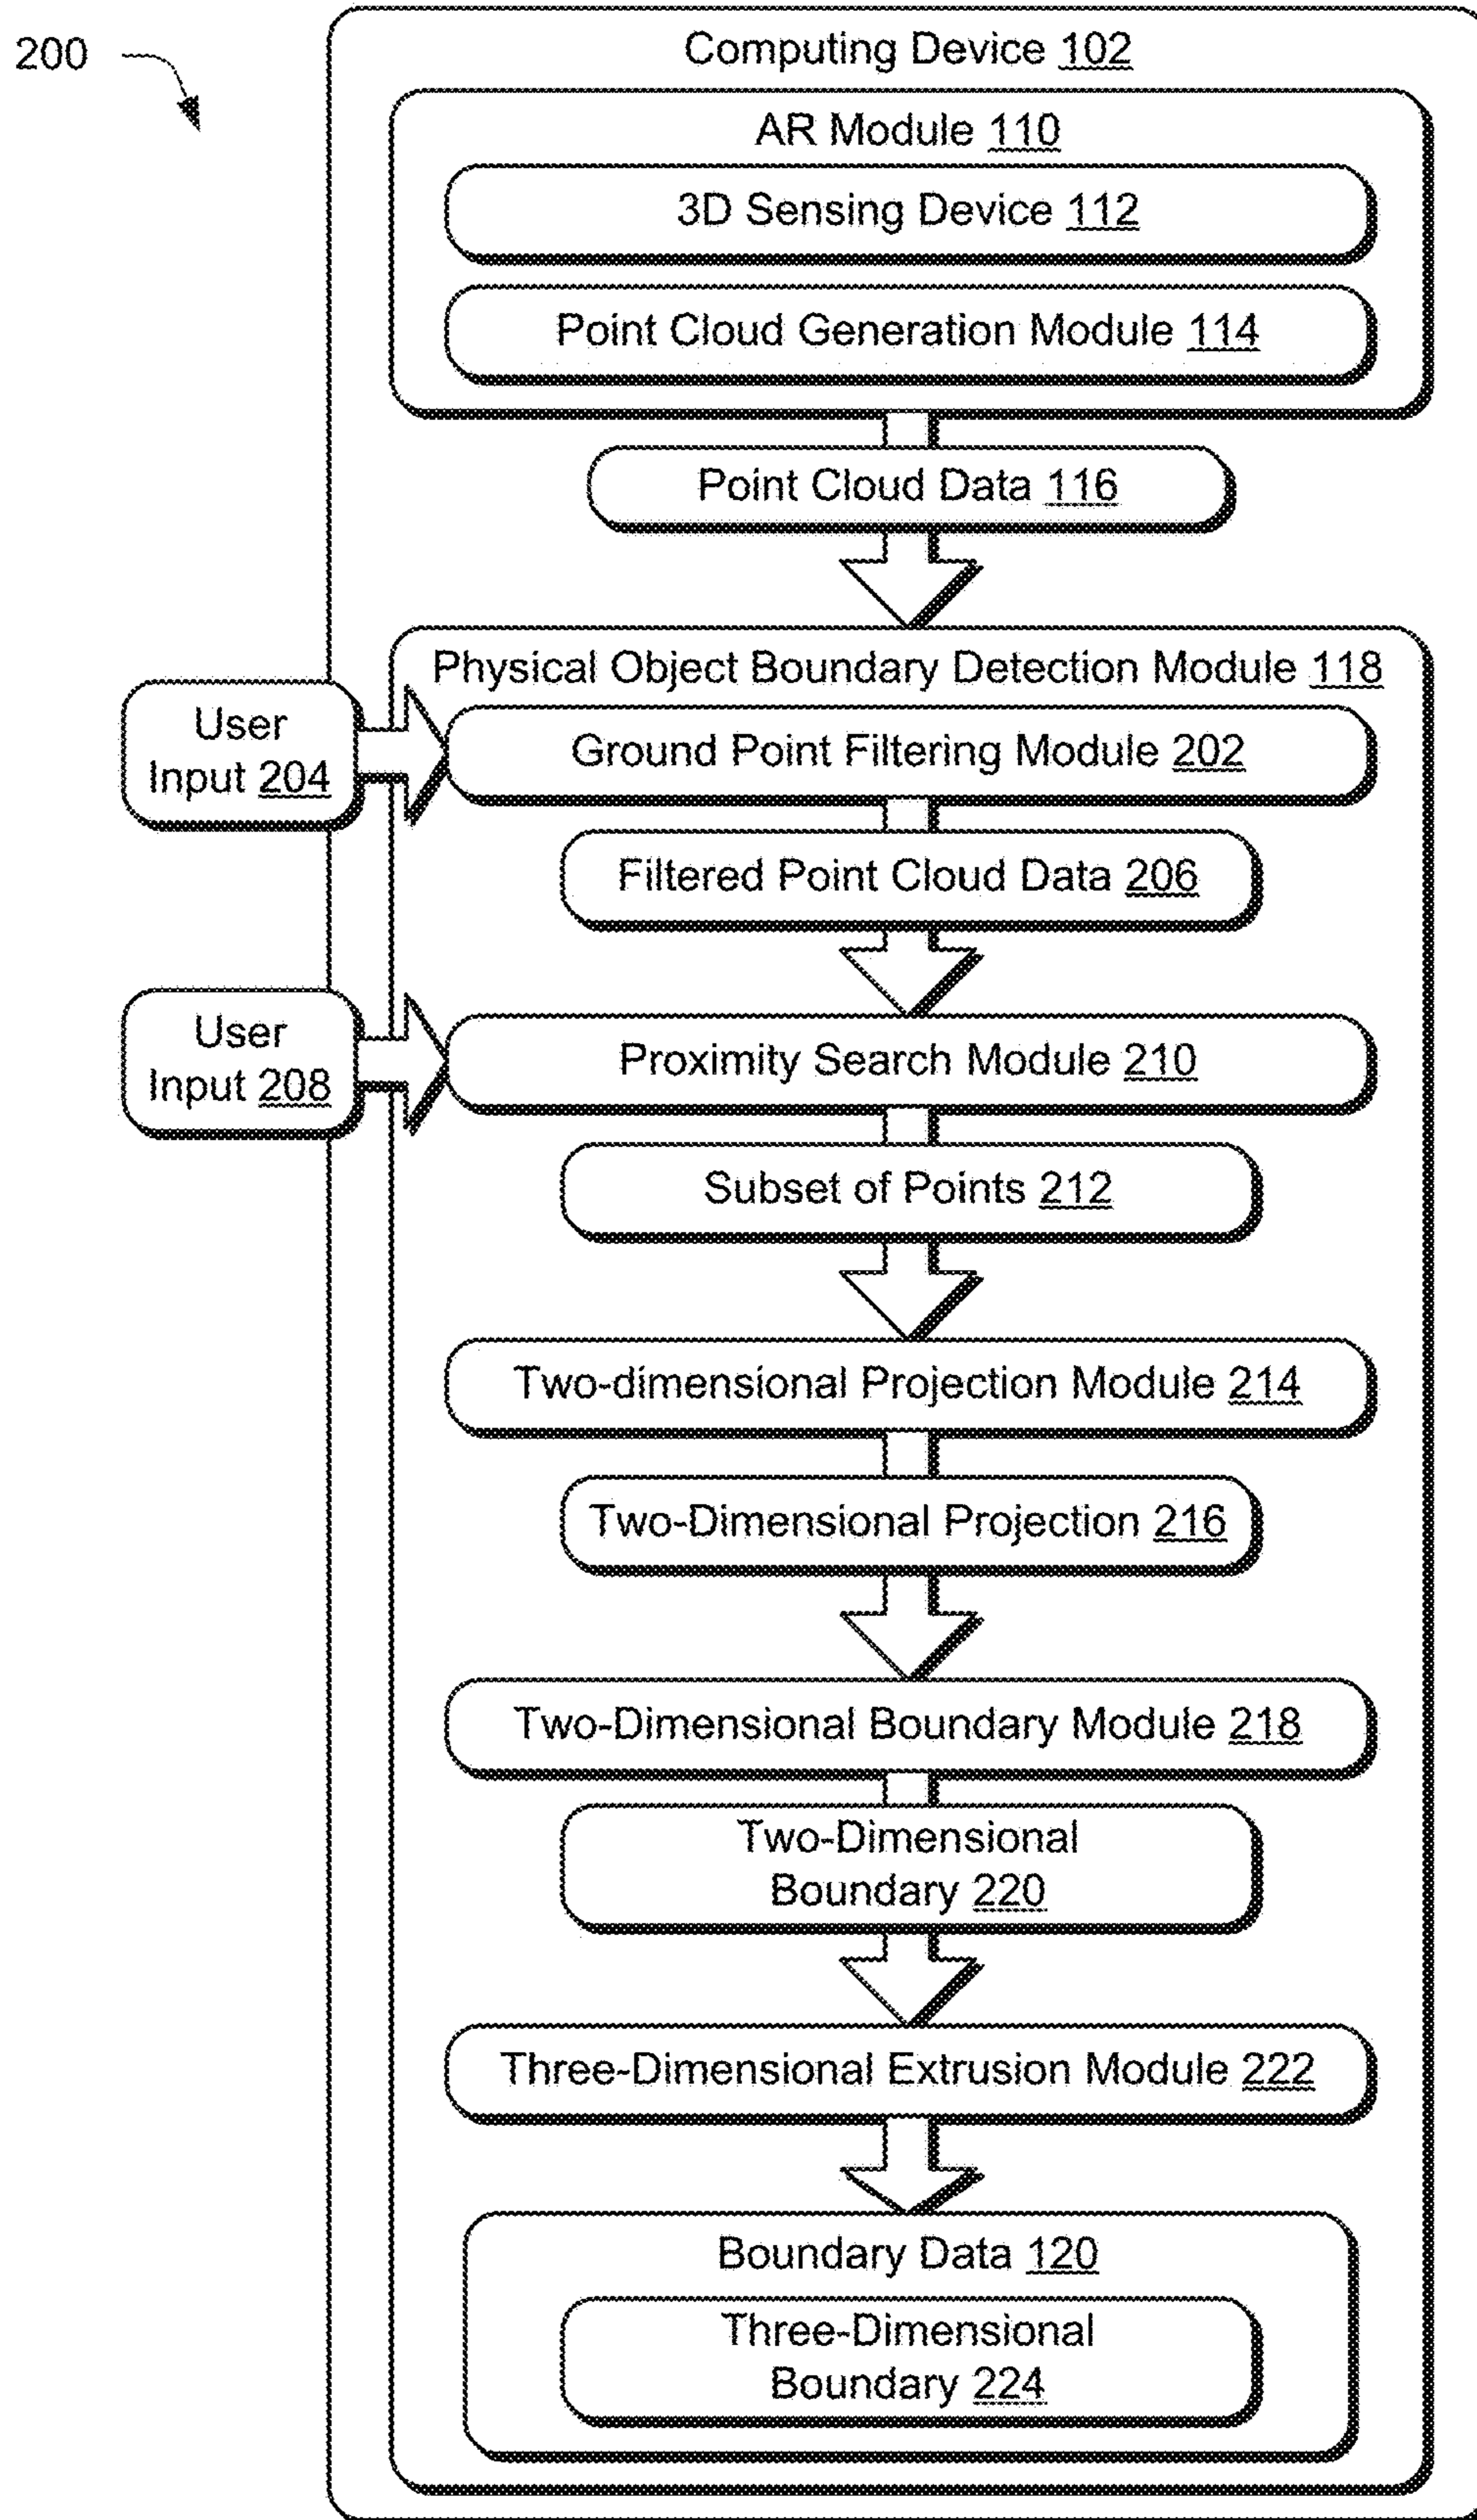 200
Computing Device 102
AR Module 110
3D Sensing Device 112
Point Cloud Generation Module 114
Point Cloud Data 116
Physical Object Boundary Detection Module 118
User
Input 204
Ground Point Filtering Module 202
Filtered Point Cloud Data 206
User
Input 208
Proximity Search Module 210
Subset of Points 212
Two-dimensional Projection Module 214
Two-Dimensional Projection 216
Two-Dimensional Boundary Module 218
Two-Dimensional
Boundary 220
Three-Dimensional Extrusion Module 222
Boundary Data 120
Three-Dimensional
Boundary 224